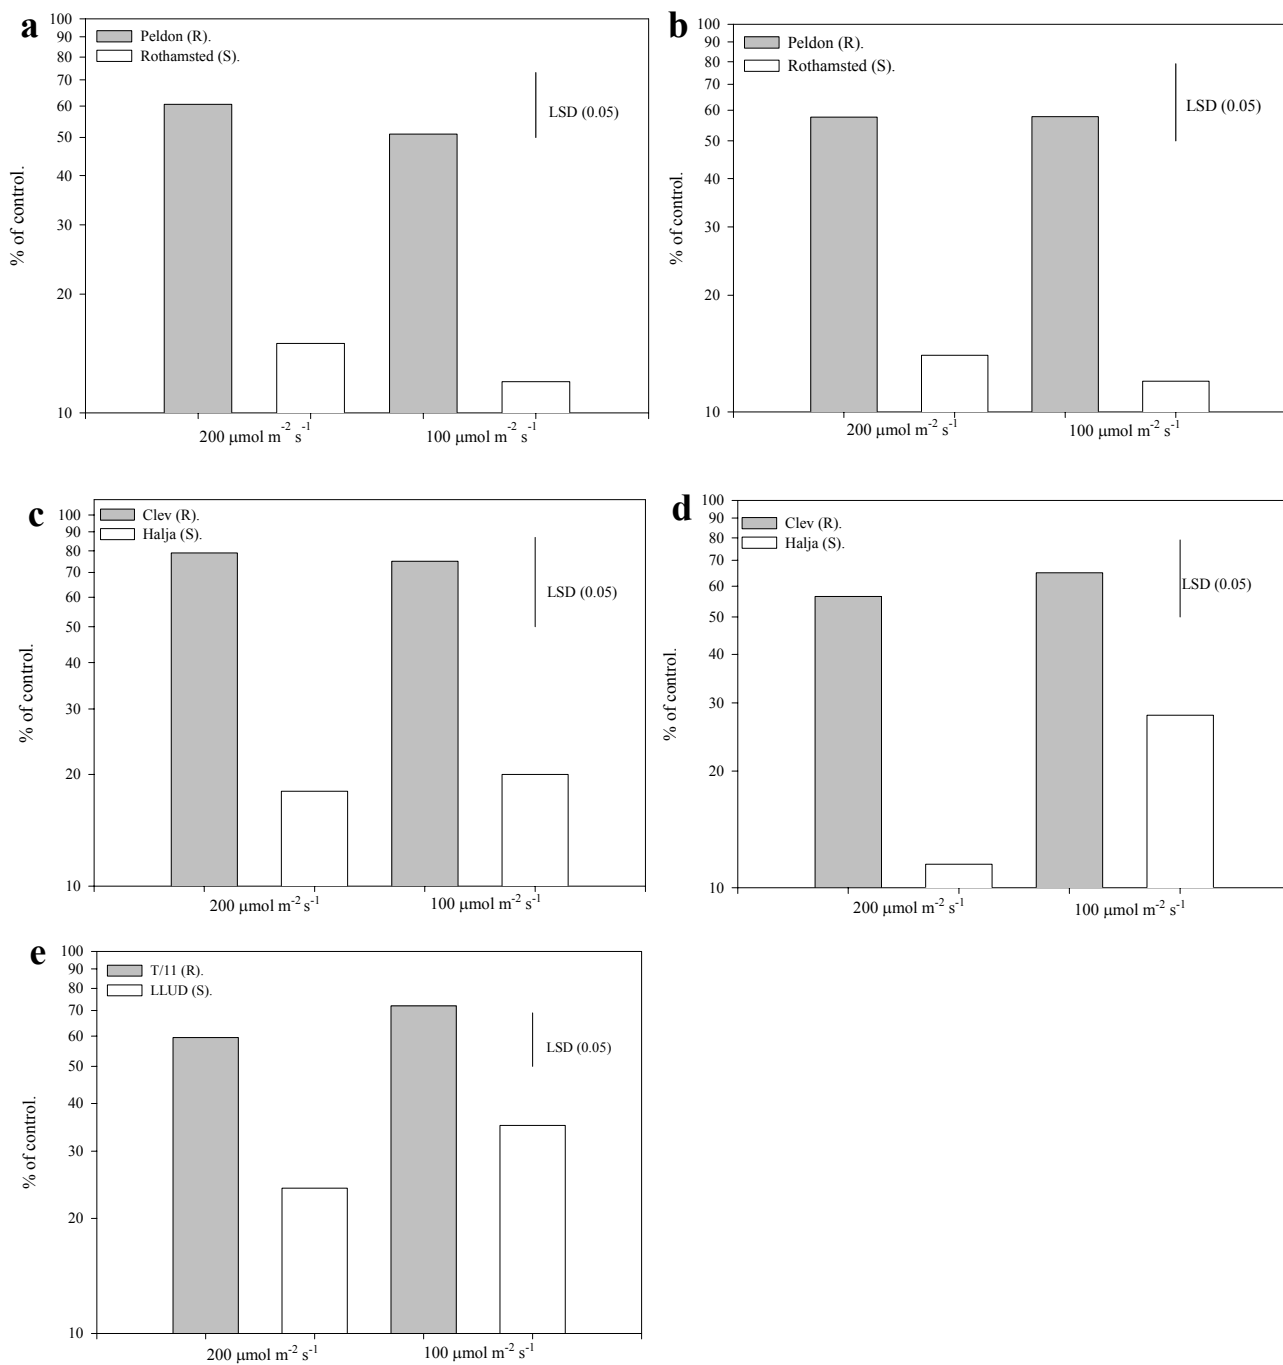 a
100
90
80
70
60
50
40
30
20
10
% of control.
Peldon (R).
Rothamsted (S).
LSD (0.05)
200 μmol m⁻² s⁻¹
100 μmol m⁻² s⁻¹
b
100
90
80
70
60
50
40
30
20
10
% of control.
Peldon (R).
Rothamsted (S).
LSD (0.05)
200 μmol m⁻² s⁻¹
100 μmol m⁻² s⁻¹
c
100
90
80
70
60
50
40
30
20
10
% of control.
Clev (R).
Halja (S).
LSD (0.05)
200 μmol m⁻² s⁻¹
100 μmol m⁻² s⁻¹
d
100
90
80
70
60
50
40
30
20
10
% of control.
Clev (R).
Halja (S).
LSD (0.05)
200 μmol m⁻² s⁻¹
100 μmol m⁻² s⁻¹
e
100
90
80
70
60
50
40
30
20
10
% of control.
T/11 (R).
LLUD (S).
LSD (0.05)
200 μmol m⁻² s⁻¹
100 μmol m⁻² s⁻¹